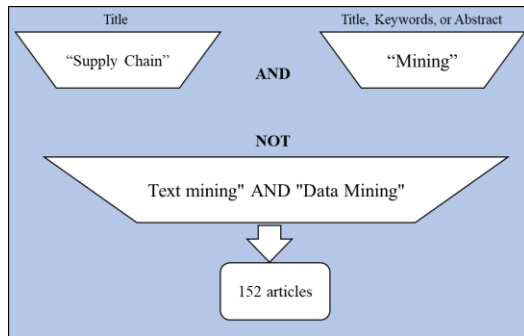 Title
Title, Keywords, or Abstract
“Supply Chain”
“Mining”
AND
NOT
Text mining" AND "Data Mining"
152 articles